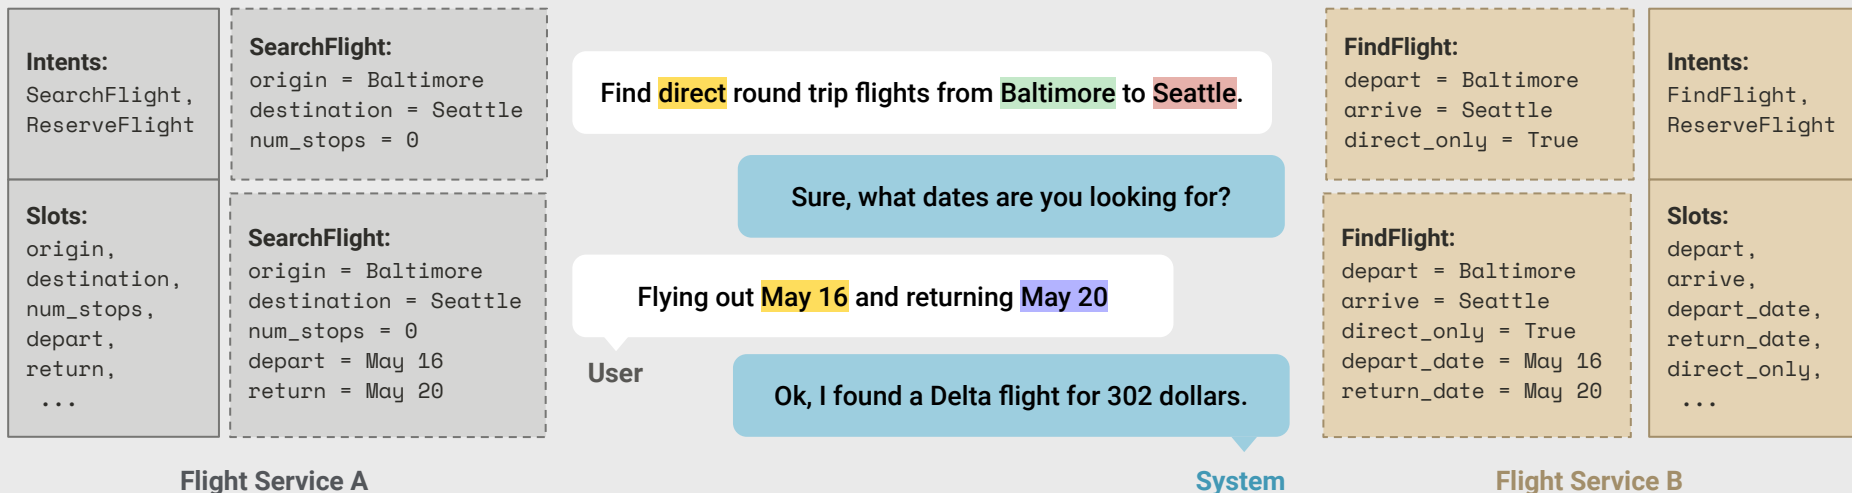 Intents:
SearchFlight,
ReserveFlight
Slots:
origin,
destination,
num_stops,
depart,
return,
...
SearchFlight:
origin = Baltimore
destination = Seattle
num_stops = 0
SearchFlight:
origin = Baltimore
destination = Seattle
num_stops = 0
depart = May 16
return = May 20
Flight Service A
Find direct round trip flights from Baltimore to Seattle.
Sure, what dates are you looking for?
Flying out May 16 and returning May 20
User
Ok, I found a Delta flight for 302 dollars.
System
FindFlight:
depart = Baltimore
arrive = Seattle
direct_only = True
FindFlight:
depart = Baltimore
arrive = Seattle
direct_only = True
depart_date = May 16
return_date = May 20
Intents:
FindFlight,
ReserveFlight
Slots:
depart,
arrive,
depart_date,
return_date,
direct_only,
...
Flight Service B